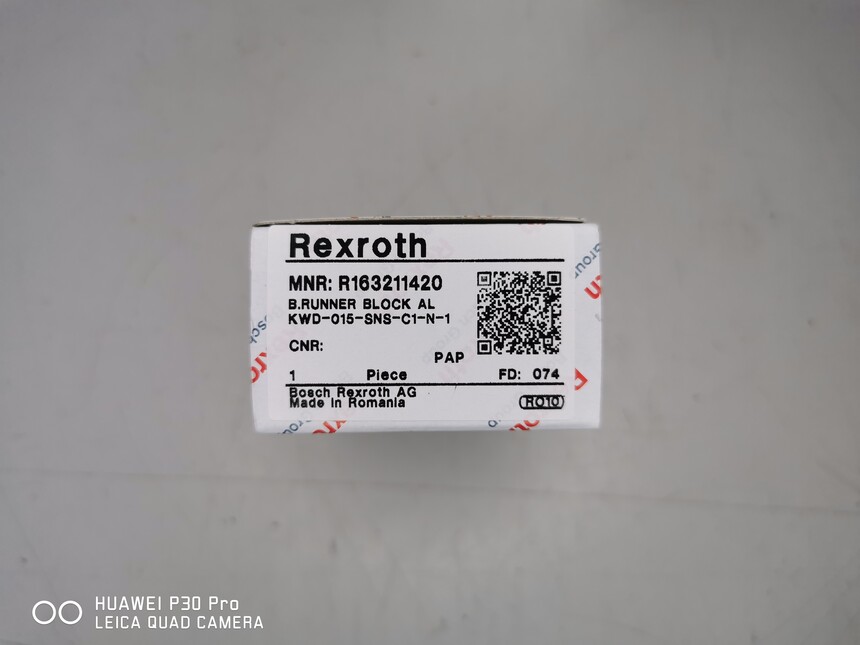 Rexroth
MNR: R163211420
B.RUNNER BLOCK AL
KWD-015-SNS-C1-N-1
CNR:
PAP
1 Piece FD: 074
Bosch Rexroth AG
Made in Romania
RO10
HUAWEI P30 Pro
LEICA QUAD CAMERA